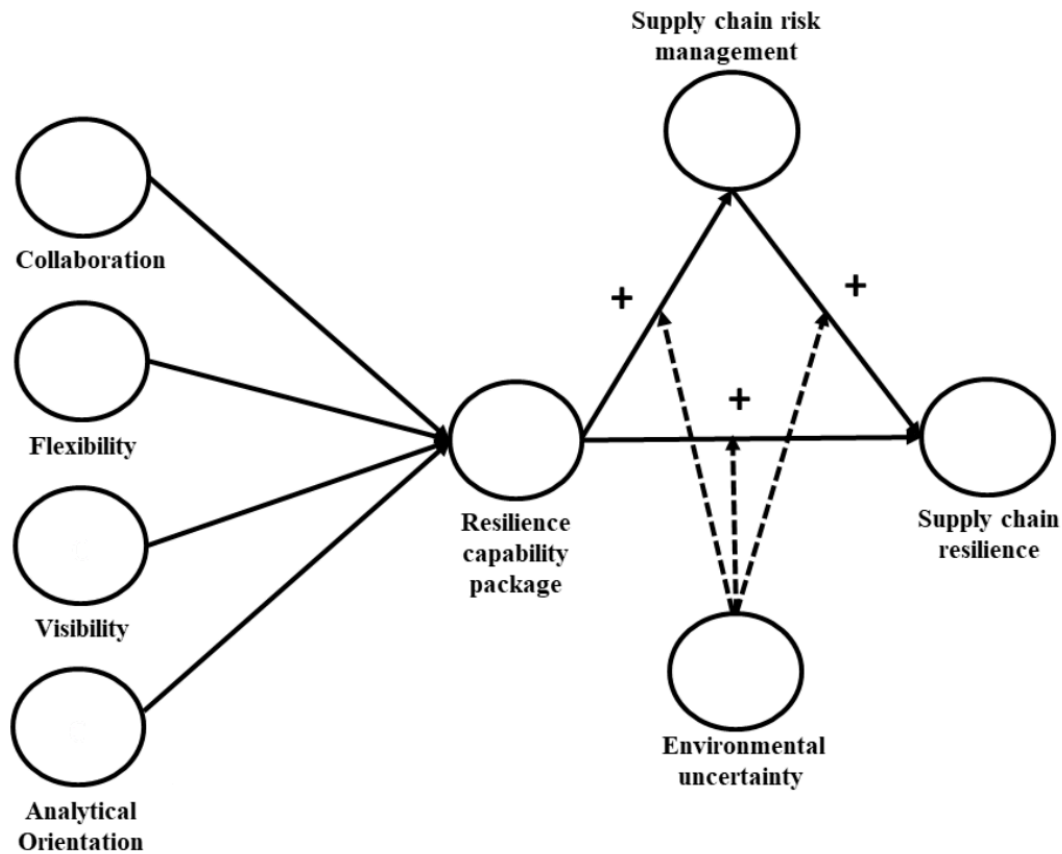 Supply chain risk
management
Collaboration
+
+
Flexibility
+
Resilience
capability
package
Supply chain
resilience
Visibility
Environmental
uncertainty
Analytical
Orientation